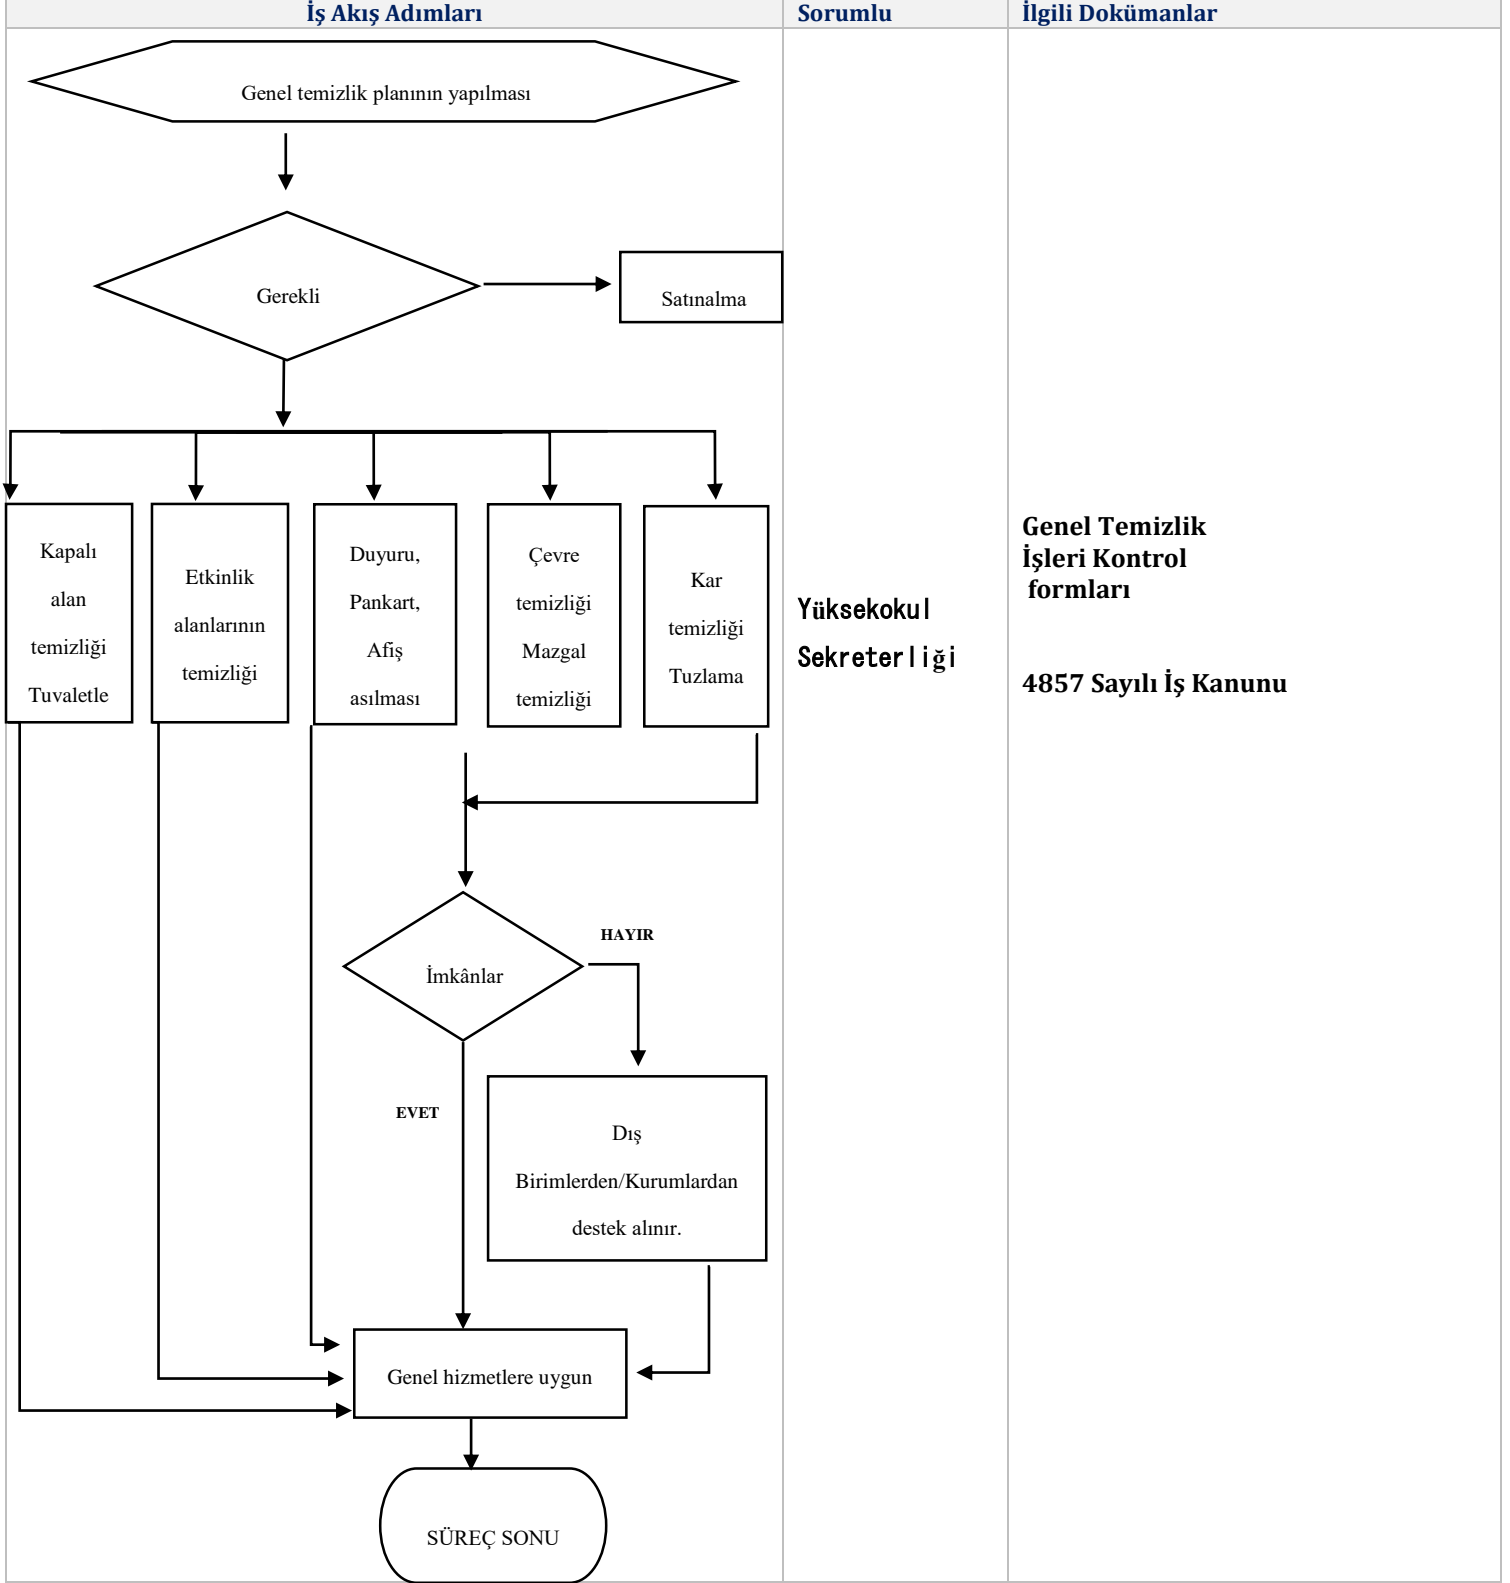 İş Akış Adımları
Sorumlu
İlgili Dokümanlar
Genel temizlik planının yapılması
Gerekli
Satınalma
Kapalı
alan
temizliği
Tuvaletle
Etkinlik
alanlarının
temizliği
Duyuru,
Pankart,
Afiş
asılması
Çevre
temizliği
Mazgal
temizliği
Kar
temizliği
Tuzlama
Yüksekokul
Sekreterliği
Genel Temizlik
İşleri Kontrol
formları
4857 Sayılı İş Kanunu
HAYIR
İmkânlar
EVET
Dış
Birimlerden/Kurumlardan
destek alınır.
Genel hizmetlere uygun
SÜREÇ SONU